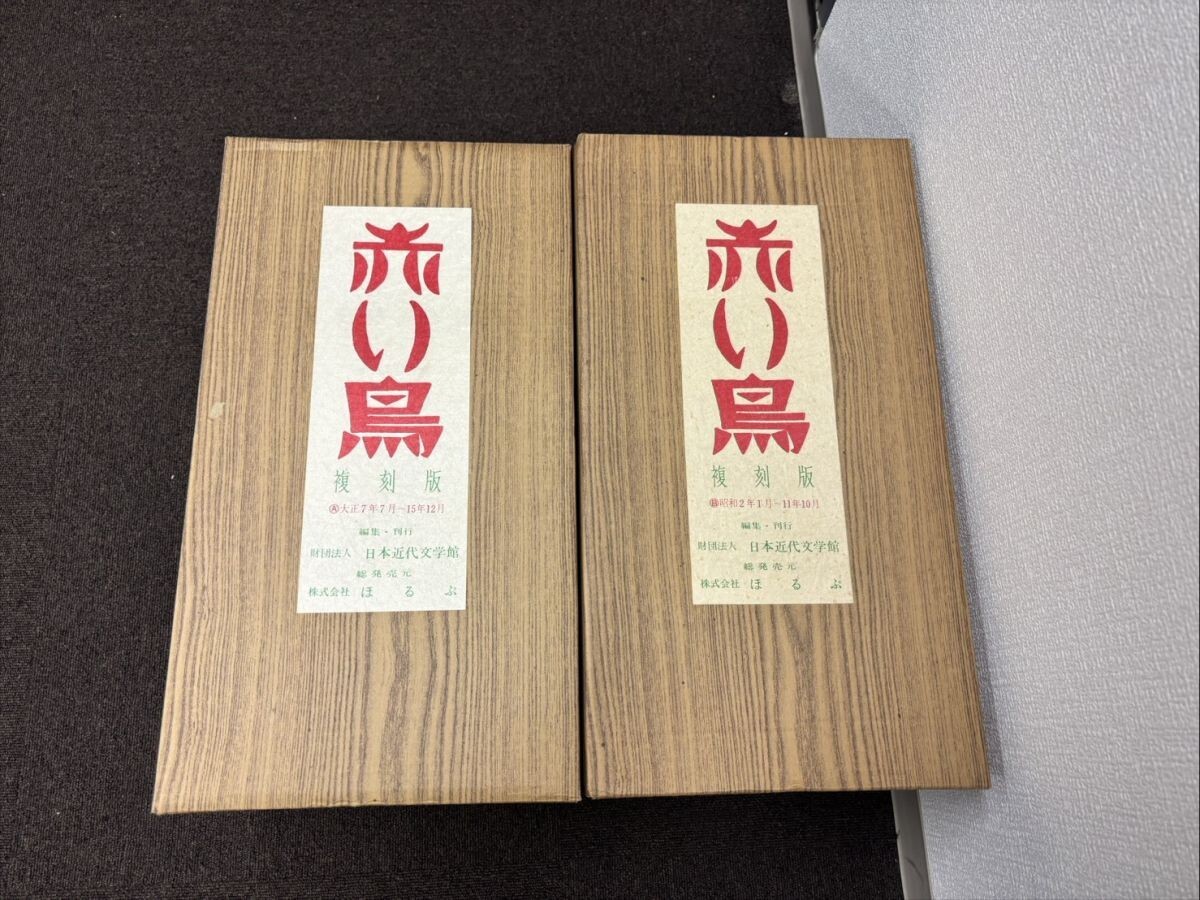 赤い鳥
複刻版
Ⓐ大正7年7月~15年12月
編集・刊行
財団法人 日本近代文学館
総発売元
株式会社 ほるぷ
赤い鳥
複刻版
Ⓑ昭和2年1月~11年10月
編集・刊行
財団法人 日本近代文学館
総発売元
株式会社 ほるぷ